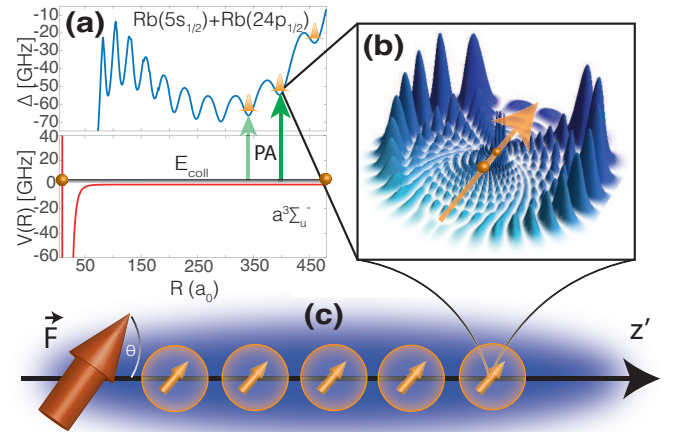 (a)
Rb(5s1/2)+Rb(24p1/2)
Δ [GHz]
-10
-20
-30
-40
-50
-60
-70
PA
V(R) [GHz]
40
20
0
-20
-40
-60
E_coll
a³Σu⁻
50
150
250
350
450
R (a₀)
(b)
(c)
F
θ
z'